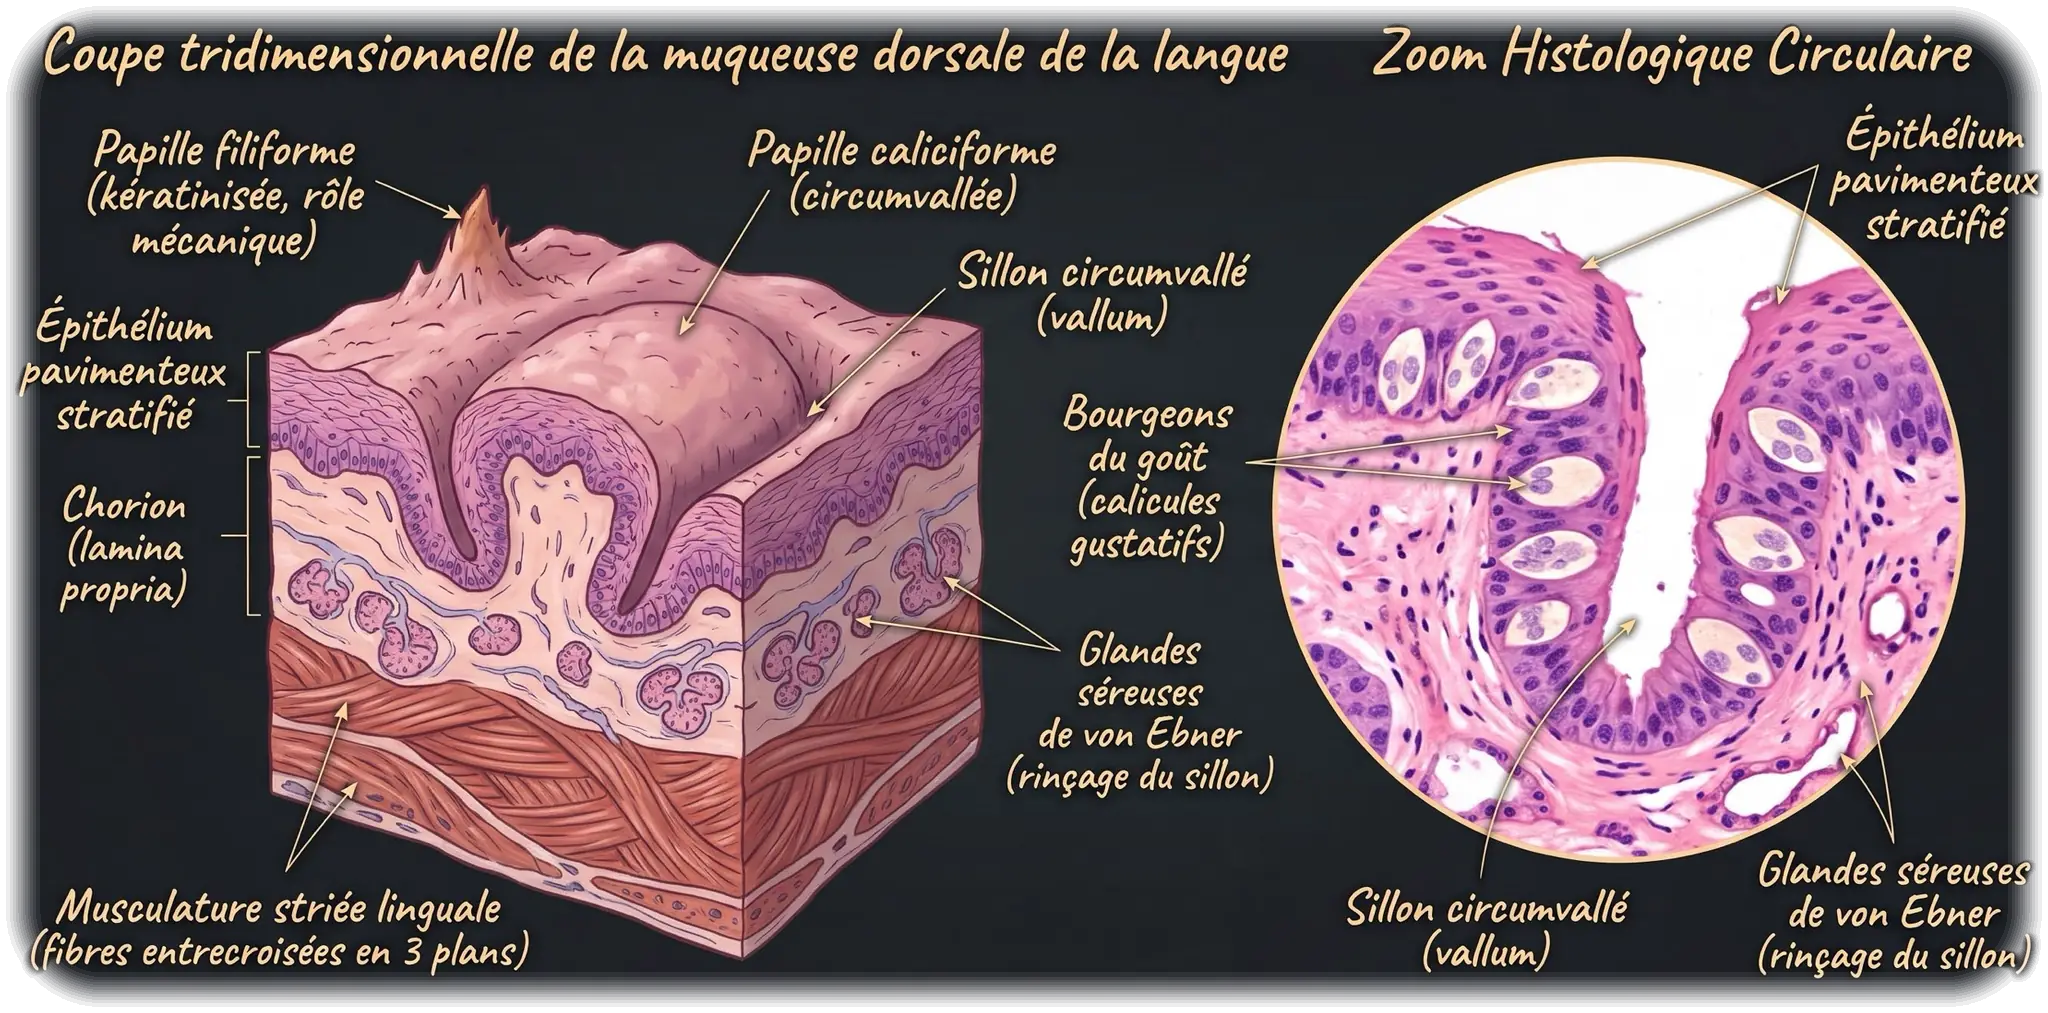 Coupe tridimensionnelle de la muqueuse dorsale de la langue
Papille filiforme
(kératinisée, rôle
mécanique)
Papille caliciforme
(circumvallée)
Sillon circumvallé
(vallum)
Épithélium
pavimenteux
stratifié
Chorion
(lamina
propria)
Glandes
séreuses
de von Ebner
(rinçage du sillon)
Musculature striée linguale
(fibres entrecroisées en 3 plans)
Zoom Histologique Circulaire
Épithélium
pavimenteux
stratifié
Bourgeons
du goût
(calicules
gustatifs)
Sillon circumvallé
(vallum)
Glandes séreuses
de von Ebner
(rinçage du sillon)